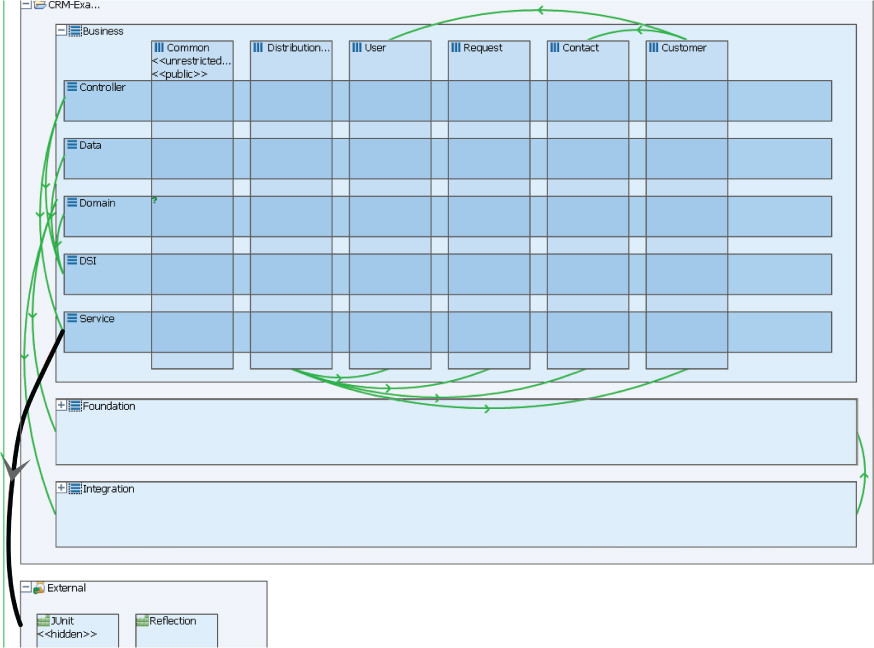 CRM-Exa...
Business
Common
<<unrestricted...
<<public>>
Distribution...
User
Request
Contact
Customer
Controller
Data
Domain
?
DSI
Service
Foundation
Integration
External
JUnit
<<hidden>>
Reflection